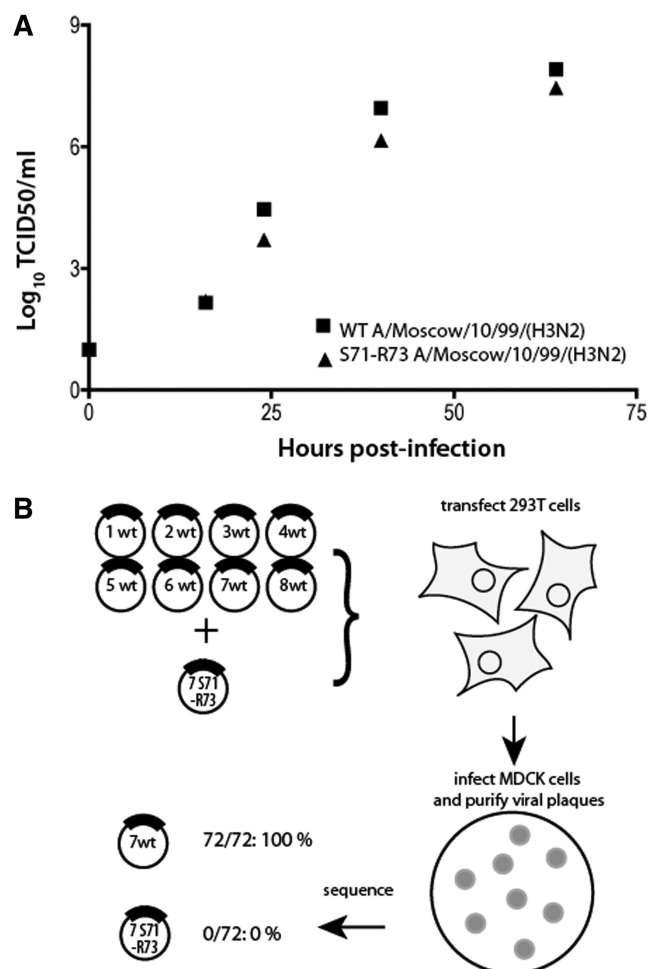 A
9
6
3
0
Log10 TCID50/ml
0 25 50 75
Hours post-infection
WT A/Moscow/10/99/(H3N2)
S71-R73 A/Moscow/10/99/(H3N2)
B
1 wt 2 wt 3wt 4wt
5 wt 6 wt 7wt 8wt
+
7 S71
-R73
transfect 293T cells
infect MDCK cells
and purify viral plaques
sequence
7wt 72/72: 100 %
7 S71
-R73
0/72: 0 %